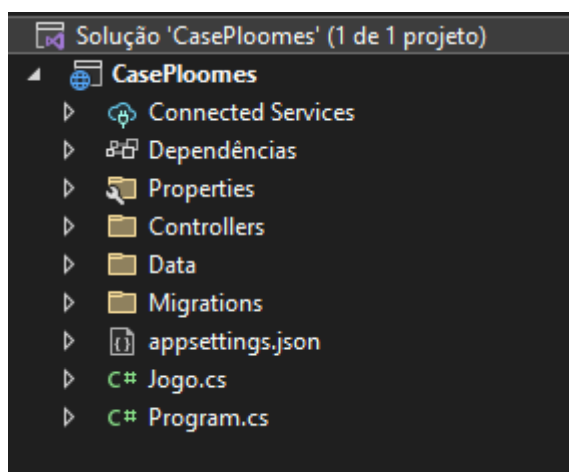 Solução 'CasePloomes' (1 de 1 projeto)
CasePloomes
Connected Services
Dependências
Properties
Controllers
Data
Migrations
appsettings.json
C# Jogo.cs
C# Program.cs